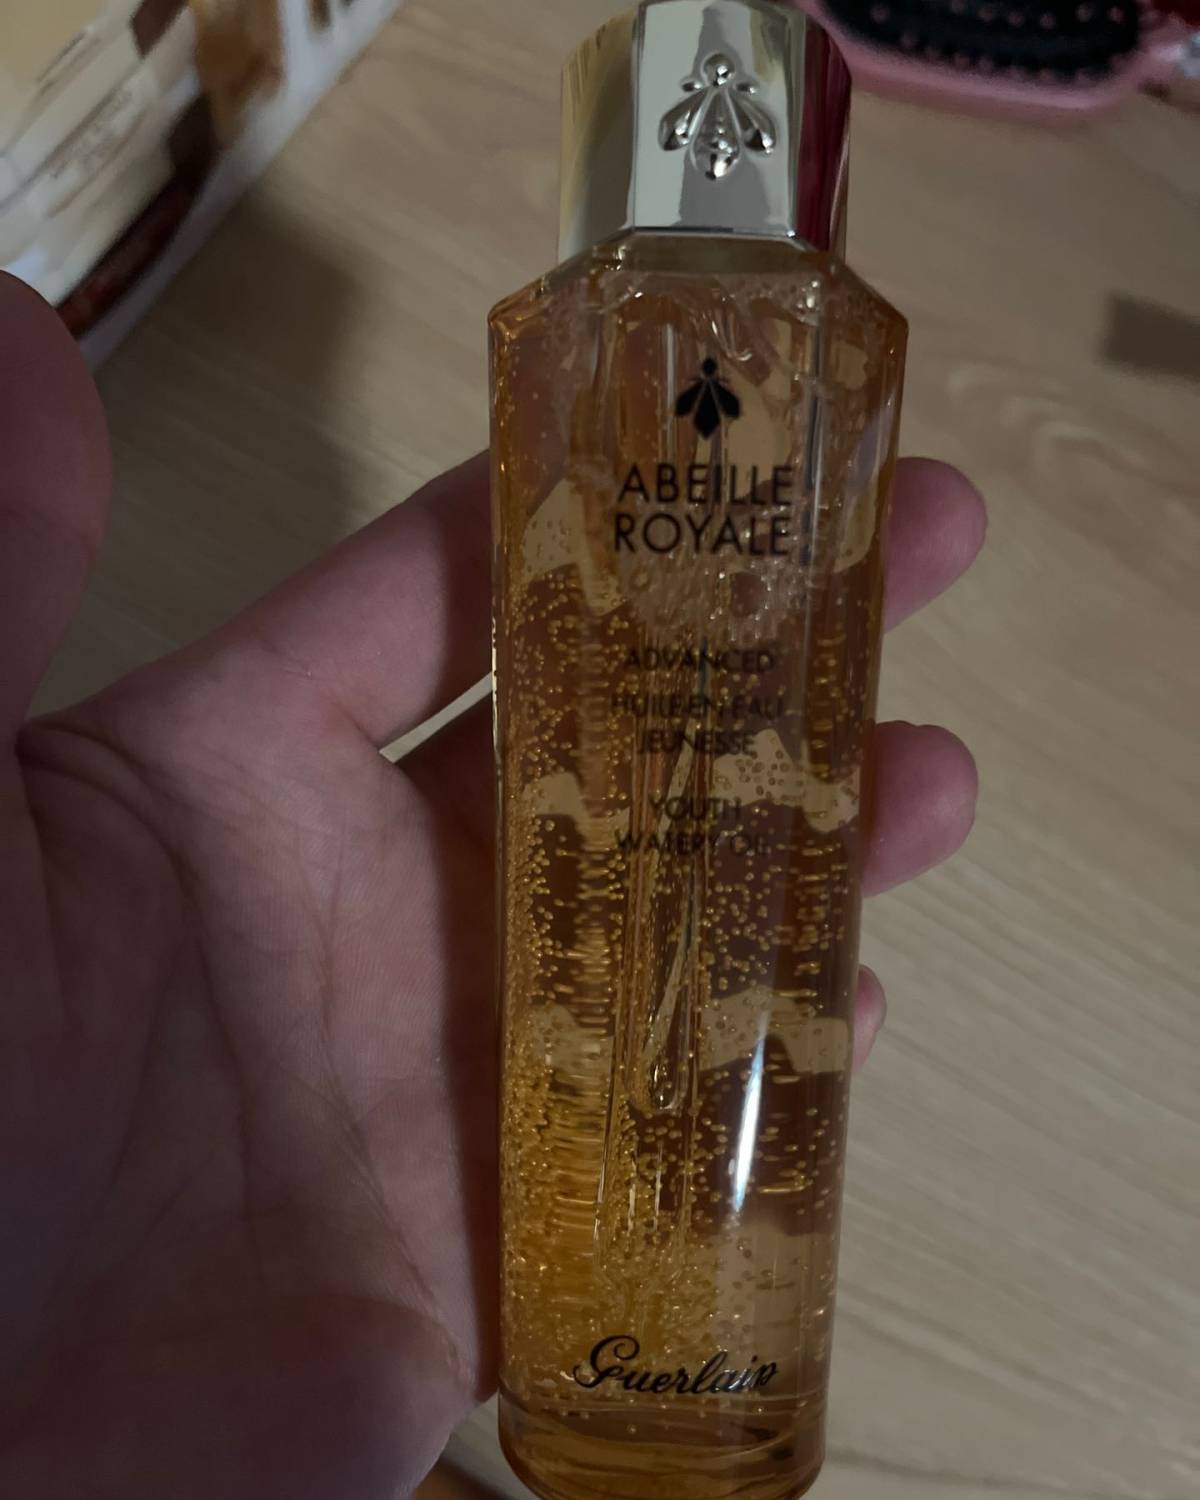 ABEILLE
ROYALE
ADVANCED
HUILE-EN-EAU
JEUNESSE
YOUTH
WATERY OIL
Guerlain